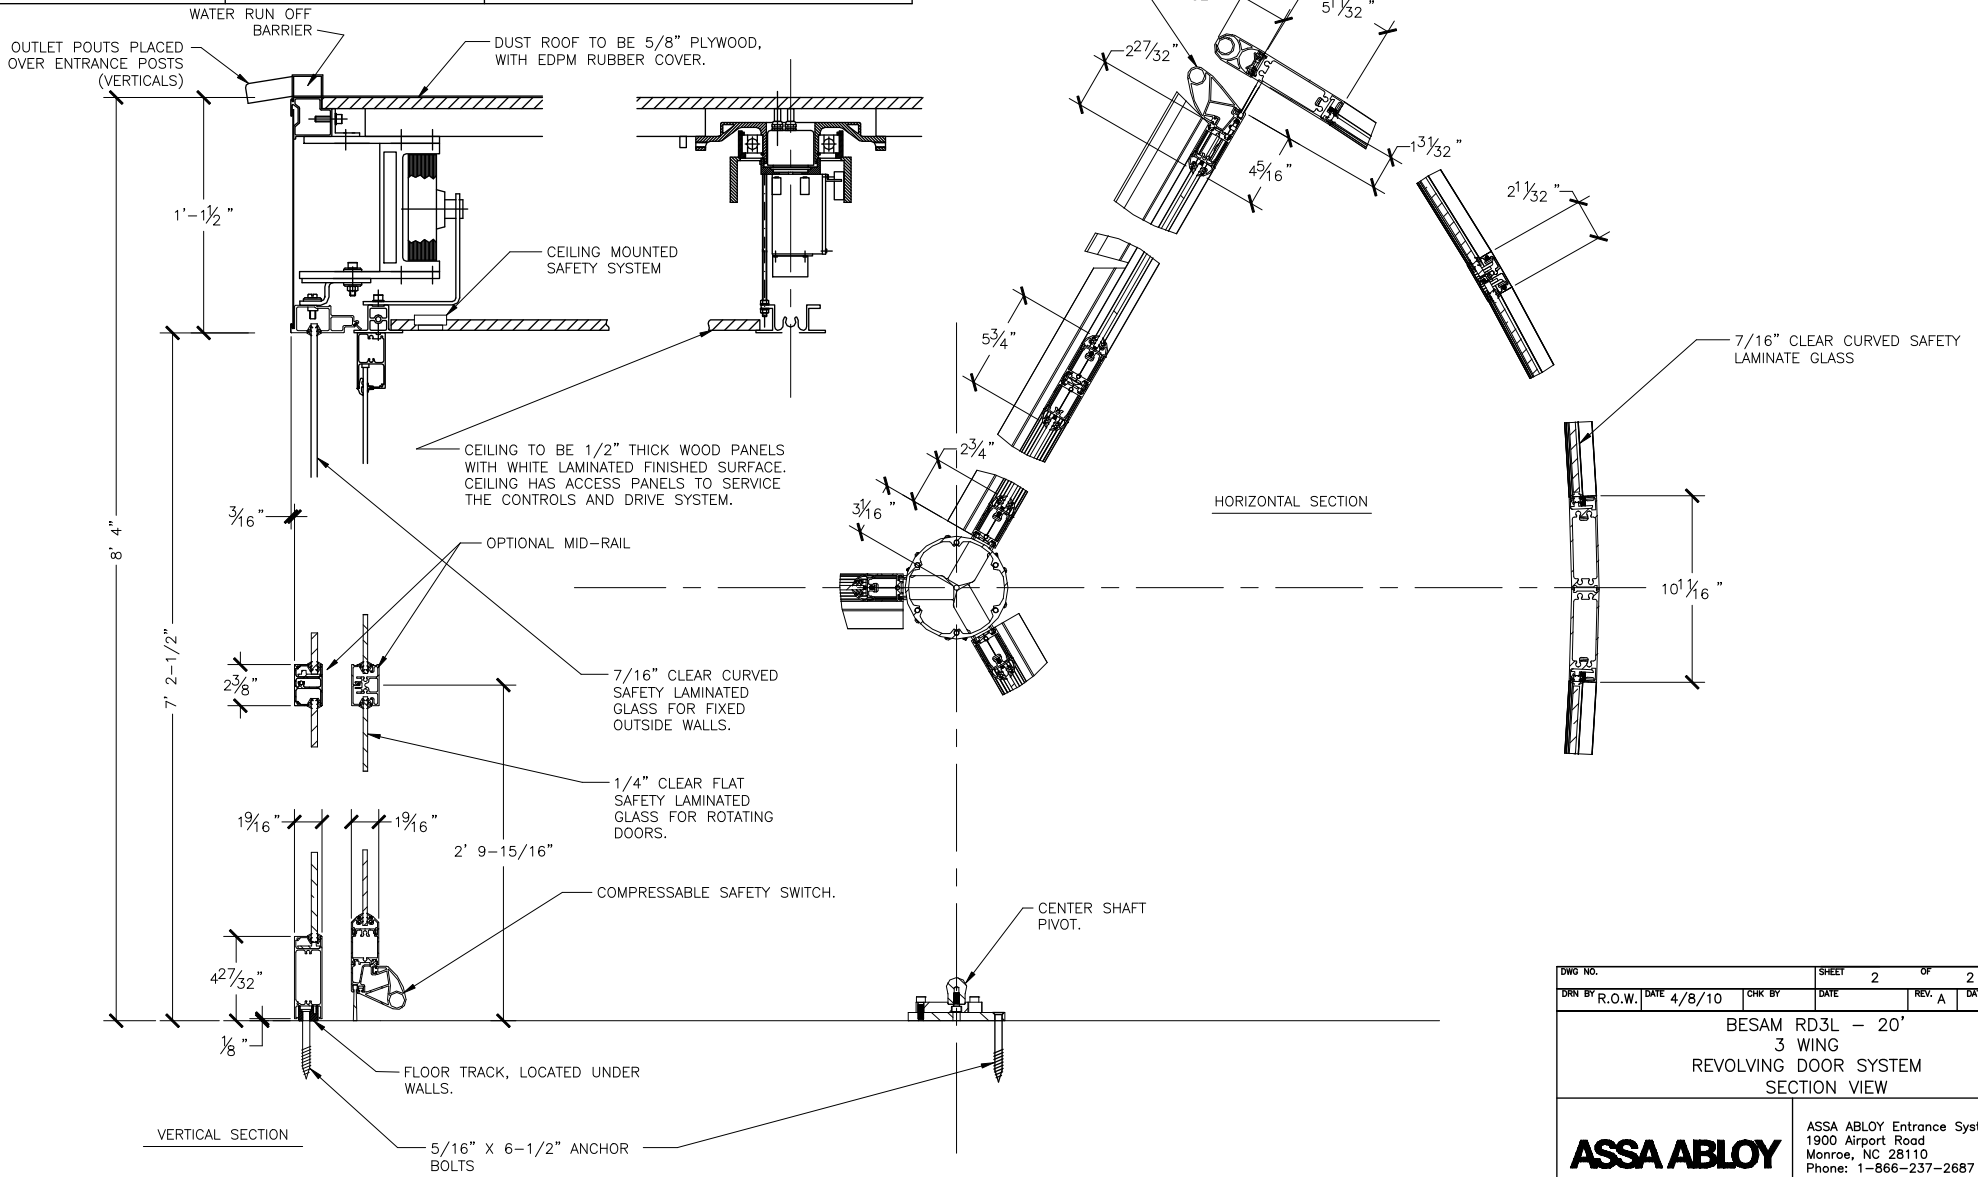 WATER RUN OFF
BARRIER
OUTLET POUTS PLACED
OVER ENTRANCE POSTS
(VERTICALS)
DUST ROOF TO BE 5/8" PLYWOOD,
WITH EDPM RUBBER COVER.
1'-1½"
CEILING MOUNTED
SAFETY SYSTEM
CEILING TO BE 1/2" THICK WOOD PANELS
WITH WHITE LAMINATED FINISHED SURFACE.
CEILING HAS ACCESS PANELS TO SERVICE
THE CONTROLS AND DRIVE SYSTEM.
3/16"
8' 4"
OPTIONAL MID-RAIL
7' 2-1/2"
2 3/8"
7/16" CLEAR CURVED
SAFETY LAMINATED
GLASS FOR FIXED
OUTSIDE WALLS.
1/4" CLEAR FLAT
SAFETY LAMINATED
GLASS FOR ROTATING
DOORS.
1 9/16"
1 9/16"
2' 9-15/16"
COMPRESSABLE SAFETY SWITCH.
4 27/32"
1/8"
FLOOR TRACK, LOCATED UNDER
WALLS.
VERTICAL SECTION
5/16" X 6-1/2" ANCHOR
BOLTS
CENTER SHAFT
PIVOT.
5 11/32"
2 27/32"
1 31/32"
4 5/16"
2 11/32"
5 3/4"
7/16" CLEAR CURVED SAFETY
LAMINATE GLASS
2 3/4"
3 1/16"
HORIZONTAL SECTION
10 11/16"
DWG NO. SHEET 2 OF 2
DRN BY R.O.W. DATE 4/8/10 CHK BY DATE REV. A
BESAM RD3L - 20'
3 WING
REVOLVING DOOR SYSTEM
SECTION VIEW
ASSA ABLOY
ASSA ABLOY Entrance
1900 Airport Road
Monroe, NC 28110
Phone: 1-866-237-2687